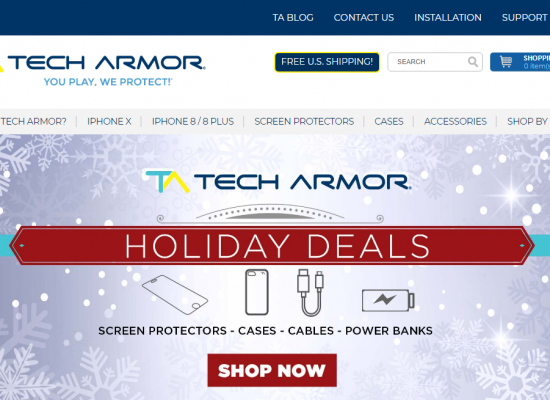 TA BLOG CONTACT US INSTALLATION SUPPORT
TECH ARMOR®
YOU PLAY, WE PROTECT!
FREE U.S. SHIPPING!
SEARCH
SHOPPI
0 item(s
TECH ARMOR? IPHONE X IPHONE 8 / 8 PLUS SCREEN PROTECTORS CASES ACCESSORIES SHOP BY
TA TECH ARMOR®
HOLIDAY DEALS
SCREEN PROTECTORS - CASES - CABLES - POWER BANKS
SHOP NOW